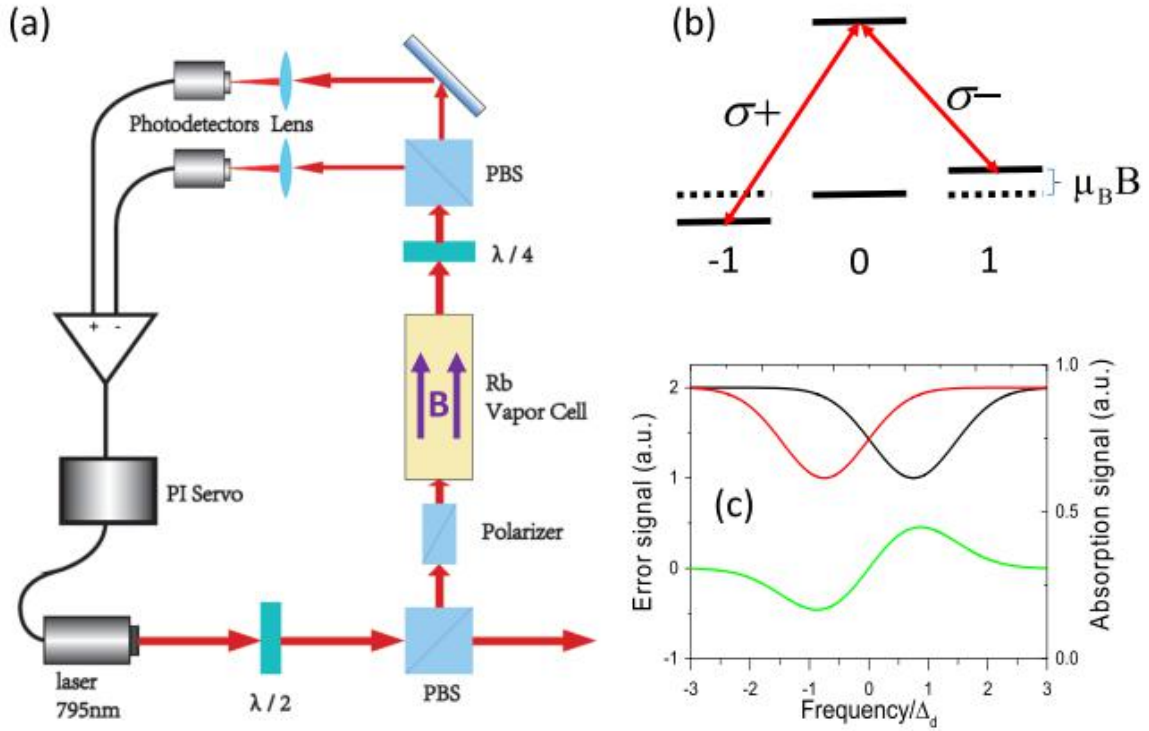 (a)
Photodetectors Lens
PBS
λ / 4
+ -
B
Rb
Vapor Cell
PI Servo
Polarizer
laser
795nm
λ / 2
PBS
(b)
σ+
σ−
μ_B B
-1 0 1
(c)
Error signal (a.u.)
2
1
0
-1
Absorption signal (a.u.)
1.0
0.5
0.0
-3 -2 -1 0 1 2 3
Frequency/Δ_d